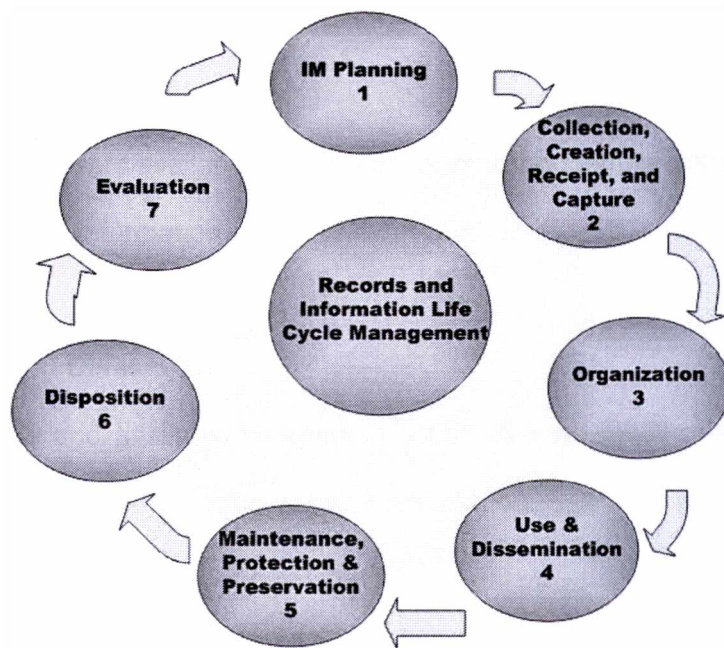 IM Planning
1
Collection,
Creation,
Receipt, and
Capture
2
Organization
3
Use &
Dissemination
4
Maintenance,
Protection &
Preservation
5
Disposition
6
Evaluation
7
Records and
Information Life
Cycle Management